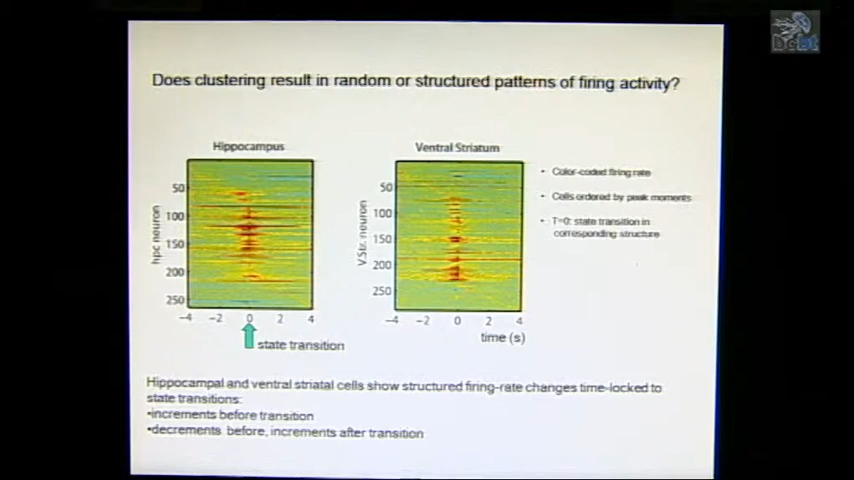 Does clustering result in random or structured patterns of firing activity?
Hippocampus
Ventral Striatum
hpc neuron
50
100
150
200
250
-4 -2 0 2 4
state transition
V.Str. neuron
50
100
150
200
250
-4 -2 0 2 4
time (s)
• Color-coded firing rate
• Cells ordered by peak moments
• T=0: state transition in
corresponding structure
Hippocampal and ventral striatal cells show structured firing-rate changes time-locked to
state transitions:
•increments before transition
•decrements before, increments after transition